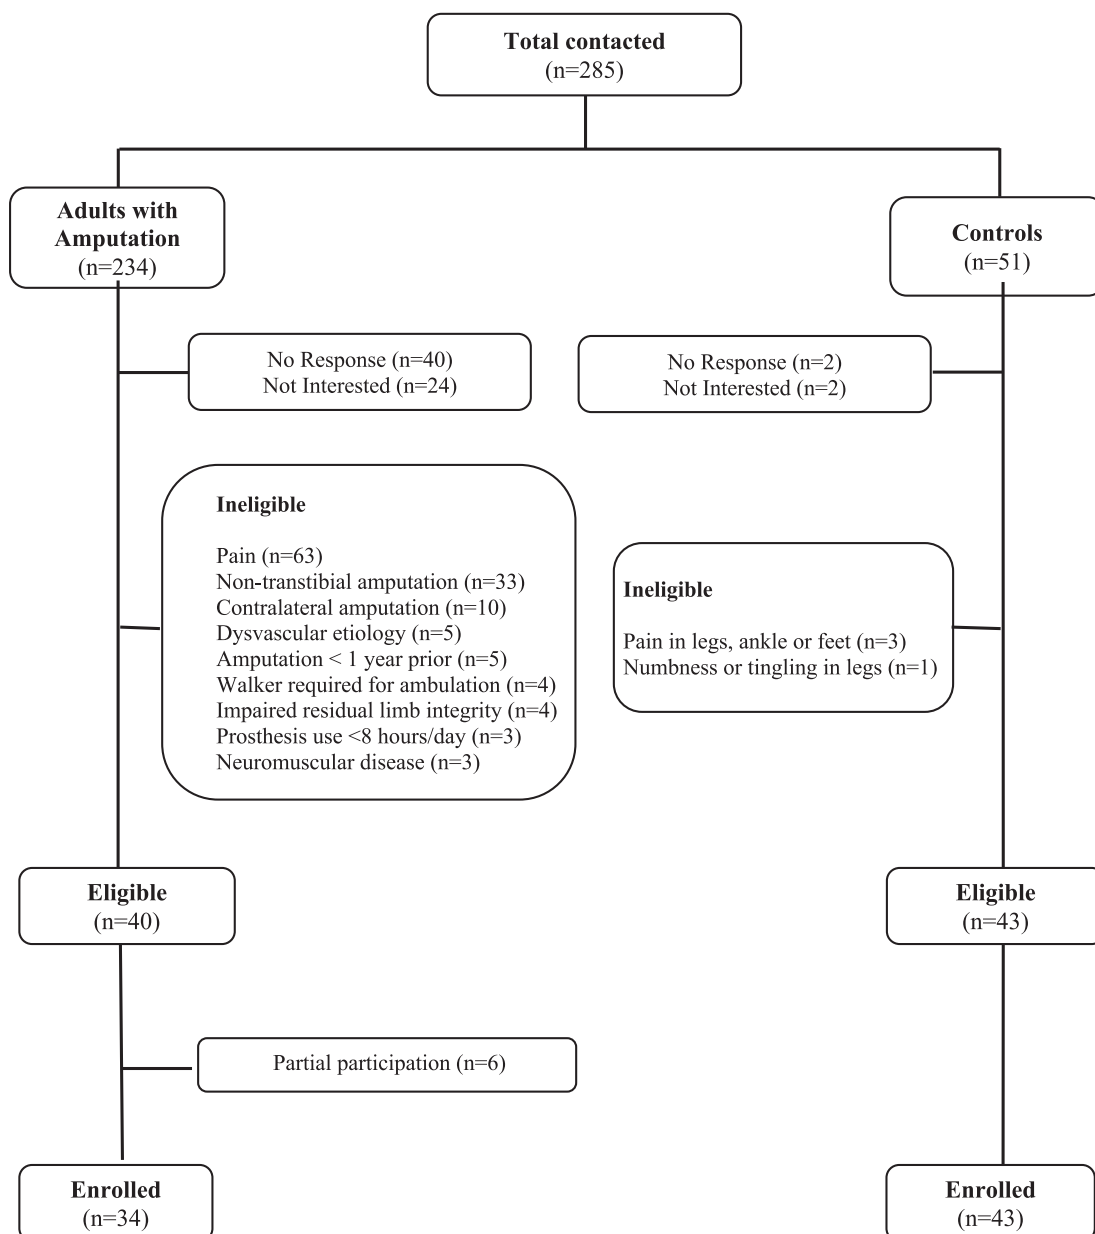 Total contacted
(n=285)
Adults with
Amputation
(n=234)
Controls
(n=51)
No Response (n=40)
Not Interested (n=24)
No Response (n=2)
Not Interested (n=2)
Ineligible
Pain (n=63)
Non-transtibial amputation (n=33)
Contralateral amputation (n=10)
Dysvascular etiology (n=5)
Amputation < 1 year prior (n=5)
Walker required for ambulation (n=4)
Impaired residual limb integrity (n=4)
Prosthesis use <8 hours/day (n=3)
Neuromuscular disease (n=3)
Ineligible
Pain in legs, ankle or feet (n=3)
Numbness or tingling in legs (n=1)
Eligible
(n=40)
Eligible
(n=43)
Partial participation (n=6)
Enrolled
(n=34)
Enrolled
(n=43)